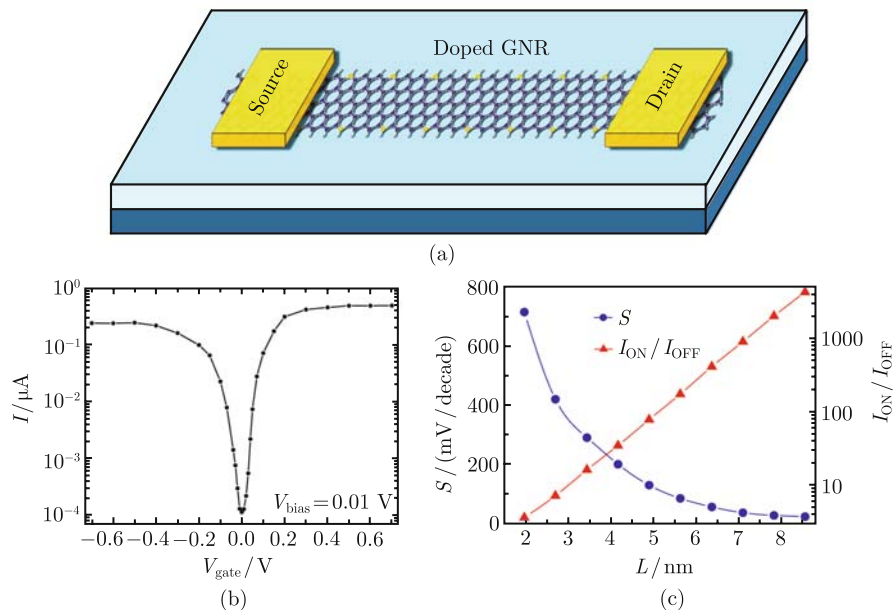 Doped GNR
Source
Drain
(a)
10⁰
10⁻¹
10⁻²
10⁻³
10⁻⁴
I/μA
V_bias=0.01 V
−0.6 −0.4 −0.2 0.0 0.2 0.4 0.6
V_gate/V
(b)
800
600
400
200
0
S/(mV/decade)
S
I_ON/I_OFF
1000
100
10
I_ON/I_OFF
2 3 4 5 6 7 8
L/nm
(c)